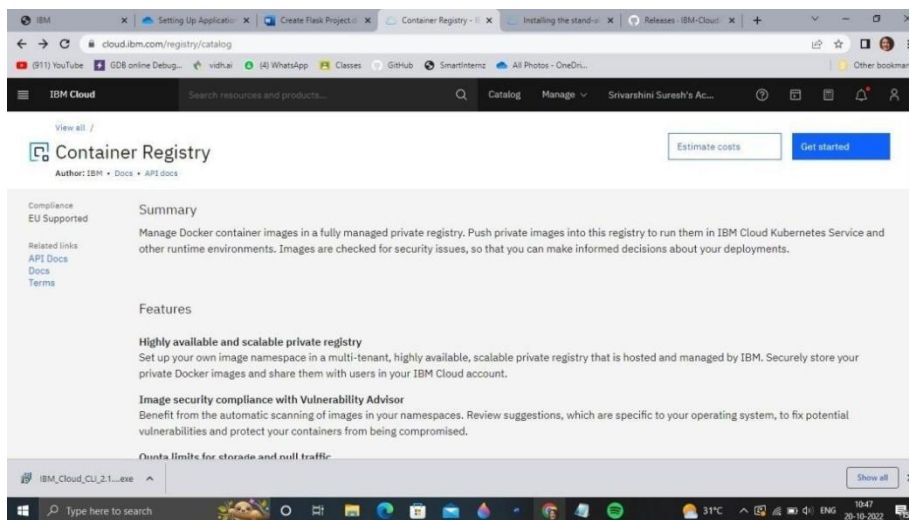 IBM
Setting Up Application
Create Flask Project.d
Container Registry - I
Installing the stand-al
Releases · IBM-Cloud
cloud.ibm.com/registry/catalog
(911) YouTube
GDB online Debug...
vidh.ai
(4) WhatsApp
Classes
GitHub
SmartInternz
All Photos - OneDri...
Other bookmar
IBM Cloud
Search resources and products...
Catalog
Manage
Srivarshini Suresh's Ac...
View all /
Container Registry
Author: IBM • Docs • API docs
Estimate costs
Get started
Compliance
EU Supported
Related links
API Docs
Docs
Terms
Summary
Manage Docker container images in a fully managed private registry. Push private images into this registry to run them in IBM Cloud Kubernetes Service and
other runtime environments. Images are checked for security issues, so that you can make informed decisions about your deployments.
Features
Highly available and scalable private registry
Set up your own image namespace in a multi-tenant, highly available, scalable private registry that is hosted and managed by IBM. Securely store your
private Docker images and share them with users in your IBM Cloud account.
Image security compliance with Vulnerability Advisor
Benefit from the automatic scanning of images in your namespaces. Review suggestions, which are specific to your operating system, to fix potential
vulnerabilities and protect your containers from being compromised.
Quota limits for storage and pull traffic
IBM_Cloud_CLI_2.1....exe
Show all
Type here to search
31°C
ENG
10:47
20-10-2022